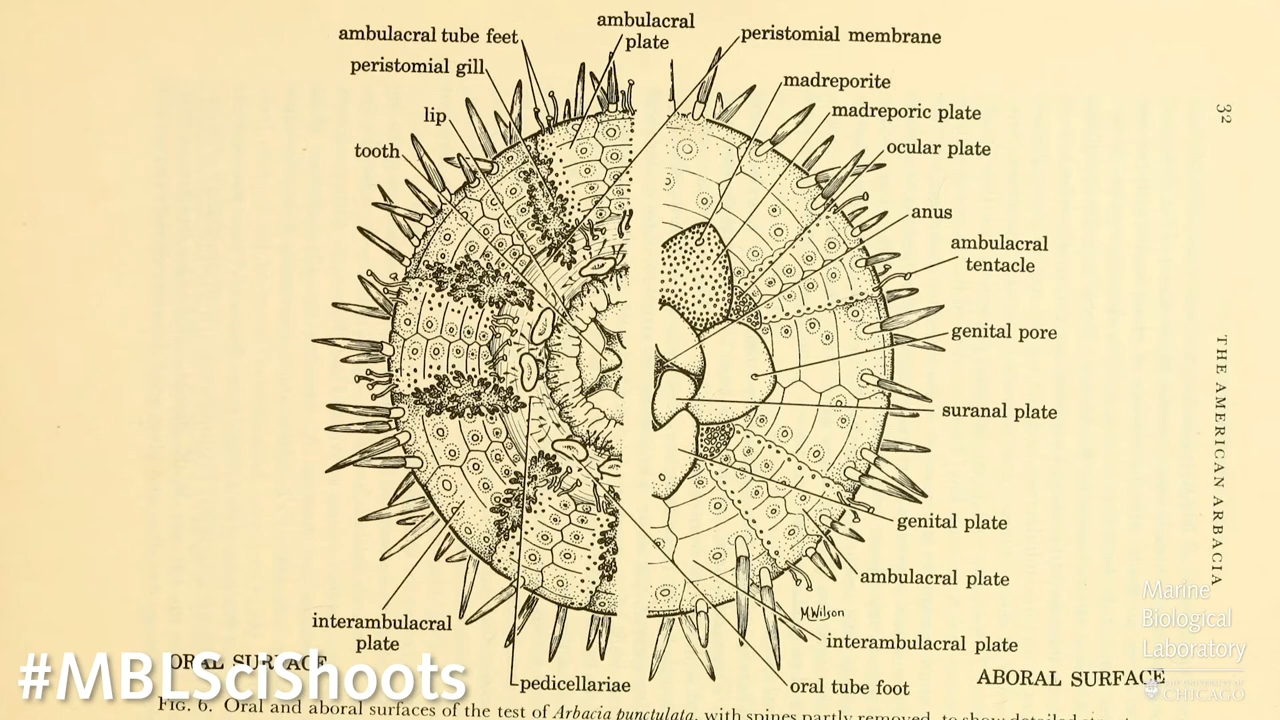 ambulacral
plate
ambulacral tube feet
peristomial gill
lip
tooth
peristomial membrane
madreporite
madreporic plate
ocular plate
anus
ambulacral
tentacle
genital pore
suranal plate
genital plate
ambulacral plate
interambulacral plate
oral tube foot
pedicellariae
interambulacral
plate
M.Wilson
ORAL SURFACE
ABORAL SURFACE
FIG. 6. Oral and aboral surfaces of the test of Arbacia punctulata, with spines partly removed, to show detailed
32
THE AMERICAN ARBACIA
#MBLSciShoots
Marine
Biological
Laboratory
THE UNIVERSITY OF
CHICAGO